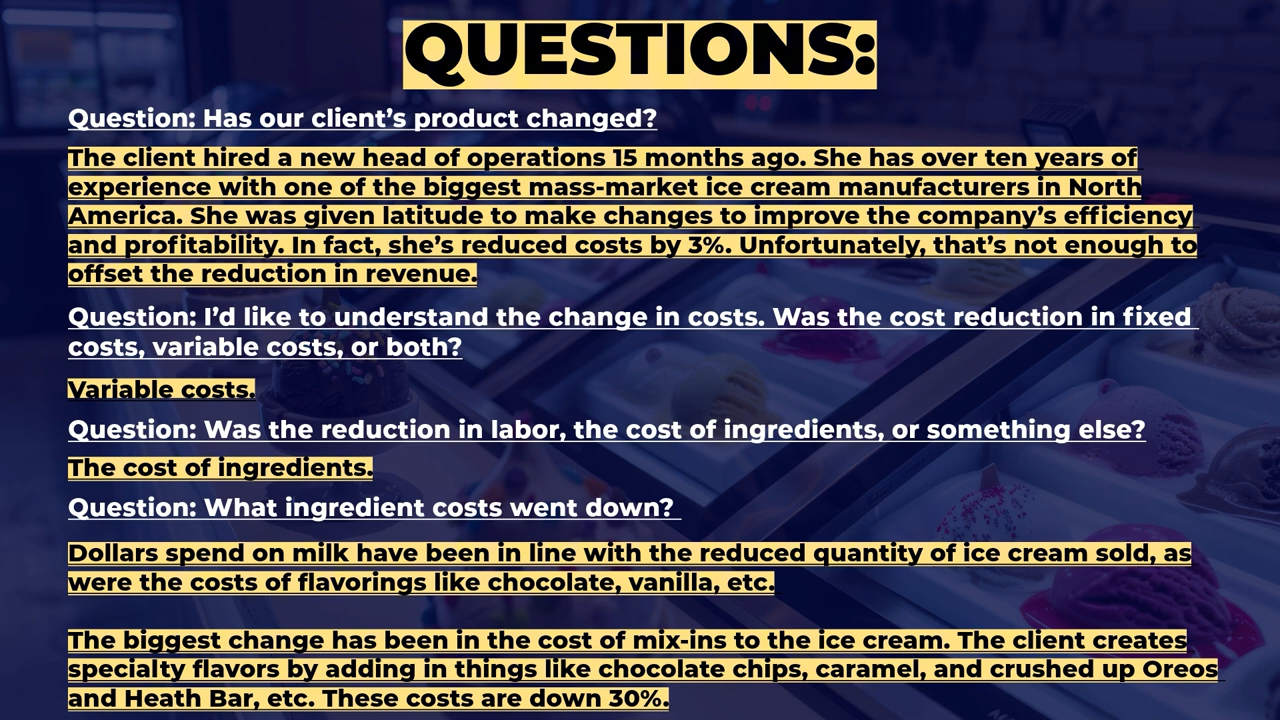 QUESTIONS:
Question: Has our client’s product changed?
The client hired a new head of operations 15 months ago. She has over ten years of
experience with one of the biggest mass-market ice cream manufacturers in North
America. She was given latitude to make changes to improve the company’s efficiency
and profitability. In fact, she’s reduced costs by 3%. Unfortunately, that’s not enough to
offset the reduction in revenue.
Question: I’d like to understand the change in costs. Was the cost reduction in fixed
costs, variable costs, or both?
Variable costs.
Question: Was the reduction in labor, the cost of ingredients, or something else?
The cost of ingredients.
Question: What ingredient costs went down?
Dollars spend on milk have been in line with the reduced quantity of ice cream sold, as
were the costs of flavorings like chocolate, vanilla, etc.
The biggest change has been in the cost of mix-ins to the ice cream. The client creates
specialty flavors by adding in things like chocolate chips, caramel, and crushed up Oreos
and Heath Bar, etc. These costs are down 30%.